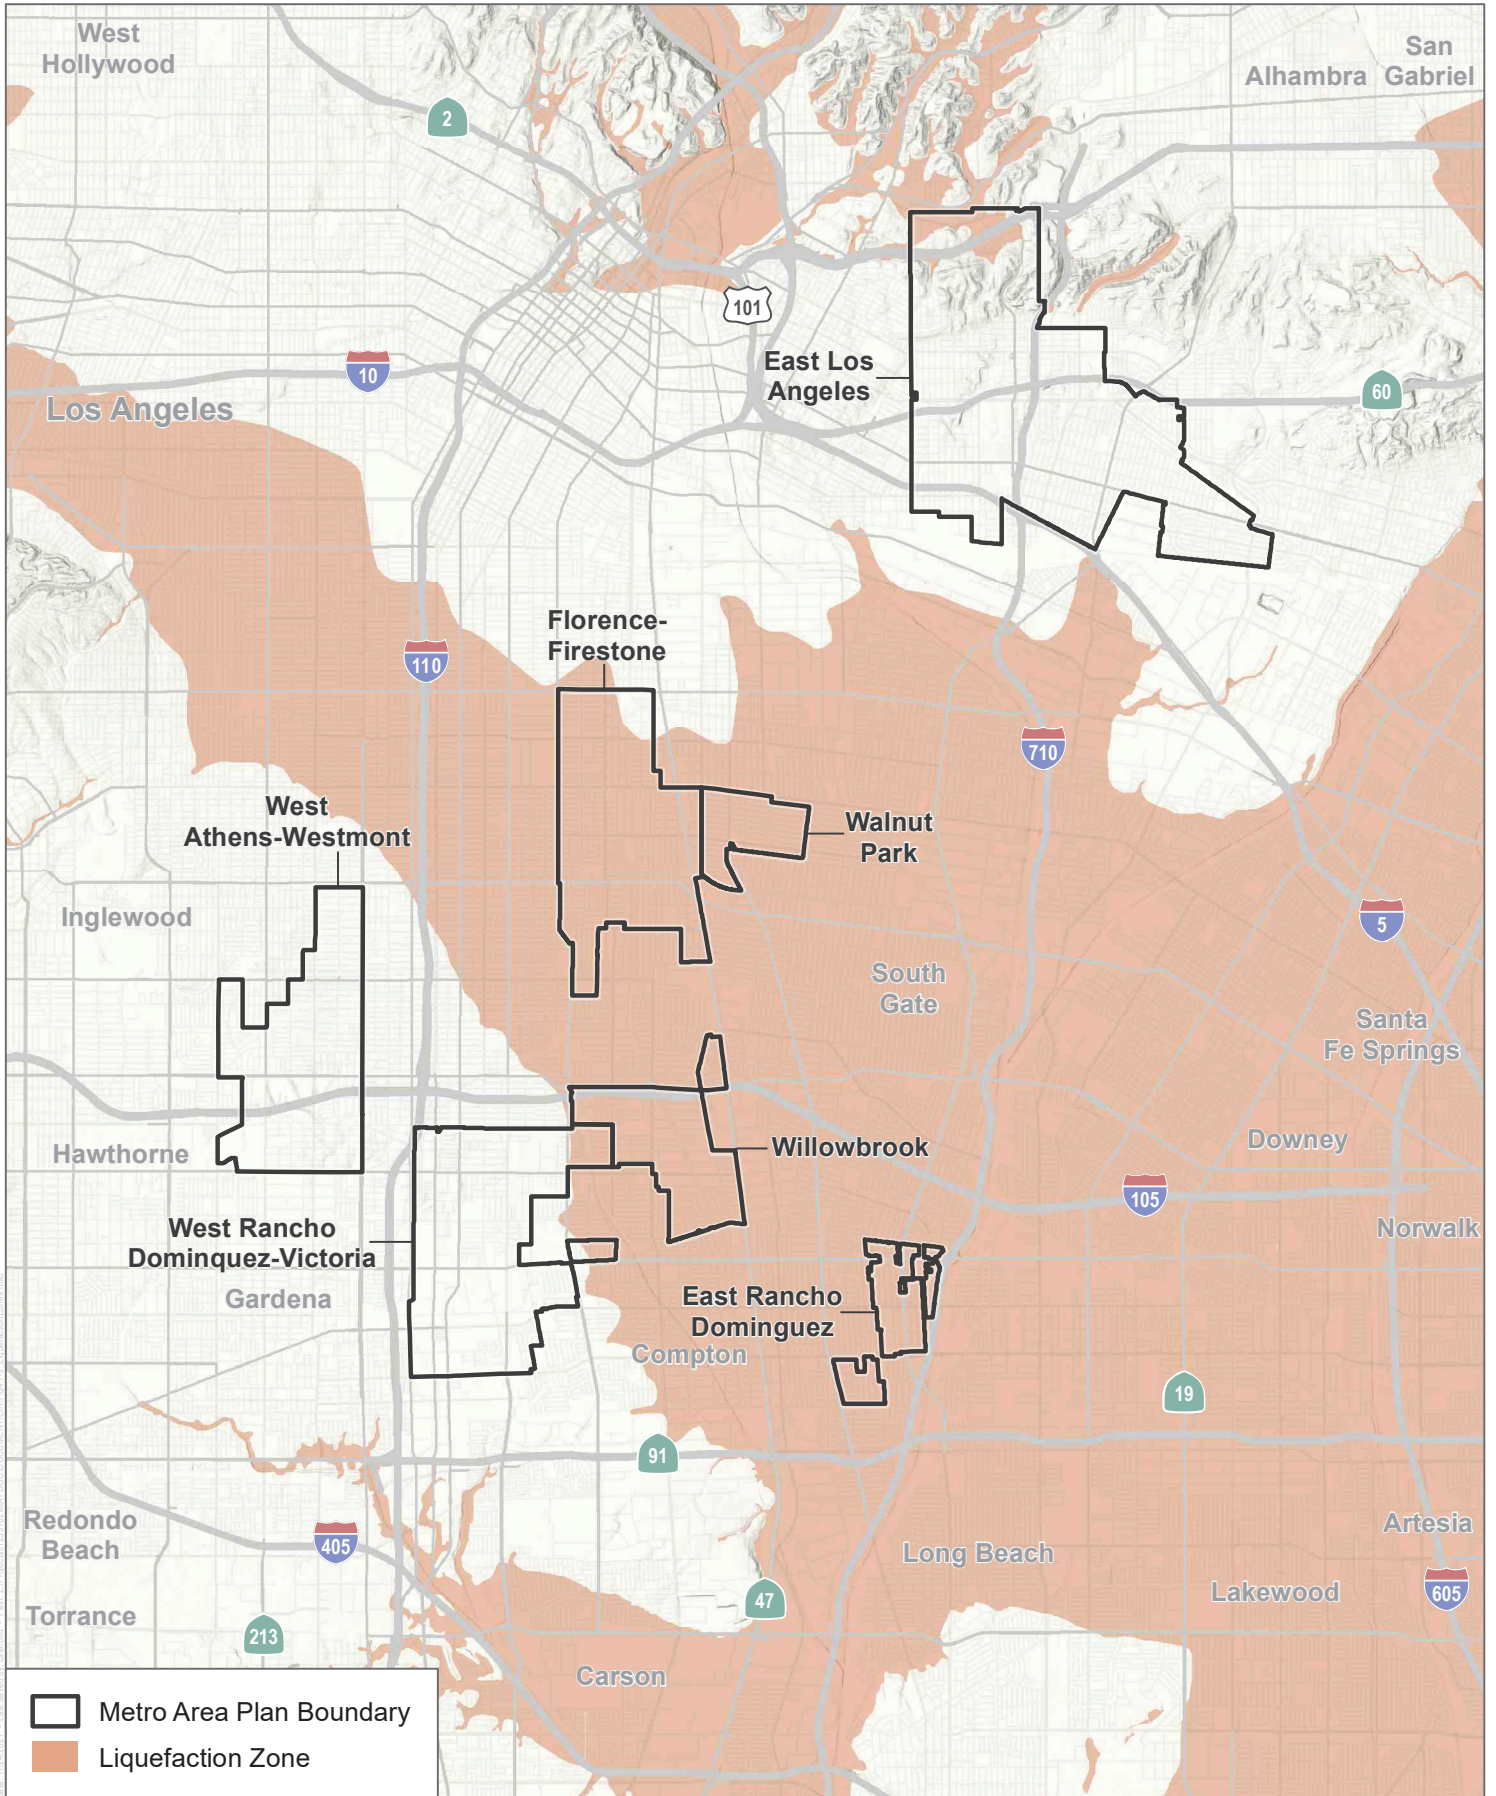 West
Hollywood
San
Alhambra Gabriel
2
101
East Los
Angeles
10
Los Angeles
60
Florence-
Firestone
110
710
West
Athens-Westmont
Walnut
Park
Inglewood
5
South
Gate
Santa
Fe Springs
Willowbrook
Downey
Hawthorne
105
West Rancho
Dominquez-Victoria
Norwalk
Gardena
East Rancho
Dominguez
Compton
19
91
Redondo
Beach
405
Artesia
Long Beach
Lakewood
605
47
Torrance
213
Carson
Metro Area Plan Boundary
Liquefaction Zone